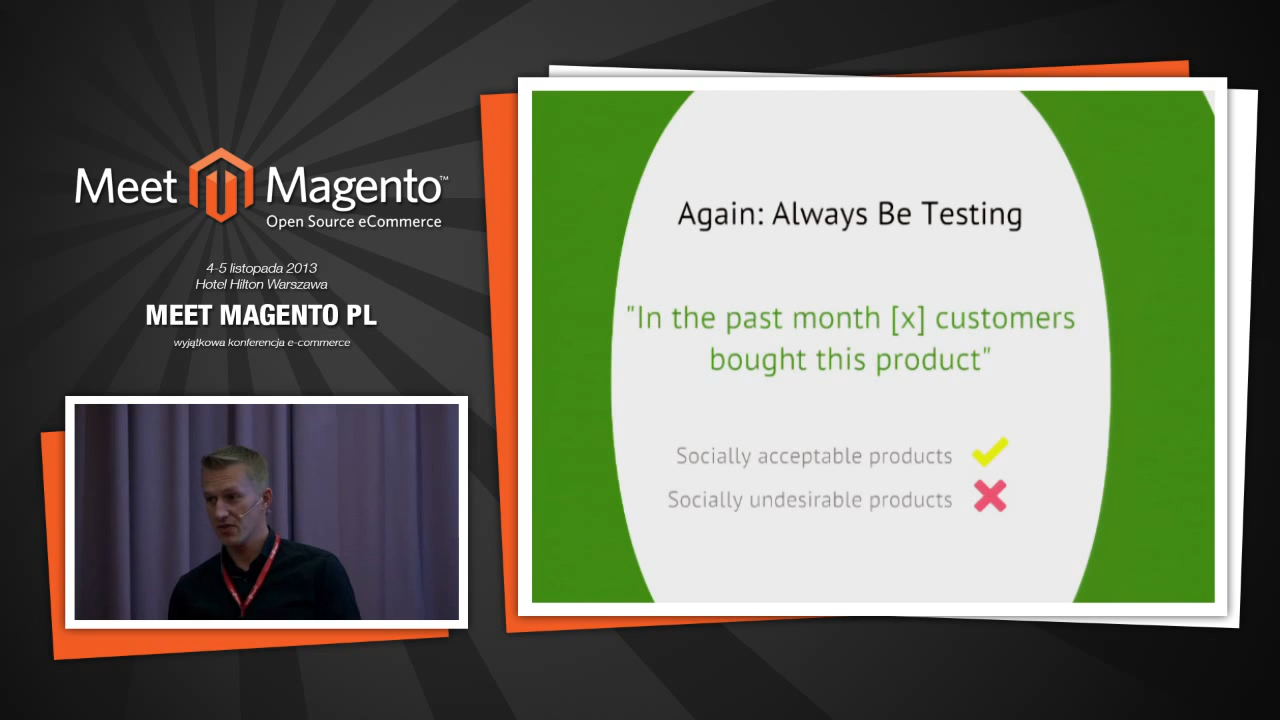 Meet Magento™
Open Source eCommerce
4-5 listopada 2013
Hotel Hilton Warszawa
MEET MAGENTO PL
wyjątkowa konferencja e-commerce
Again: Always Be Testing
"In the past month [x] customers
bought this product"
Socially acceptable products
Socially undesirable products